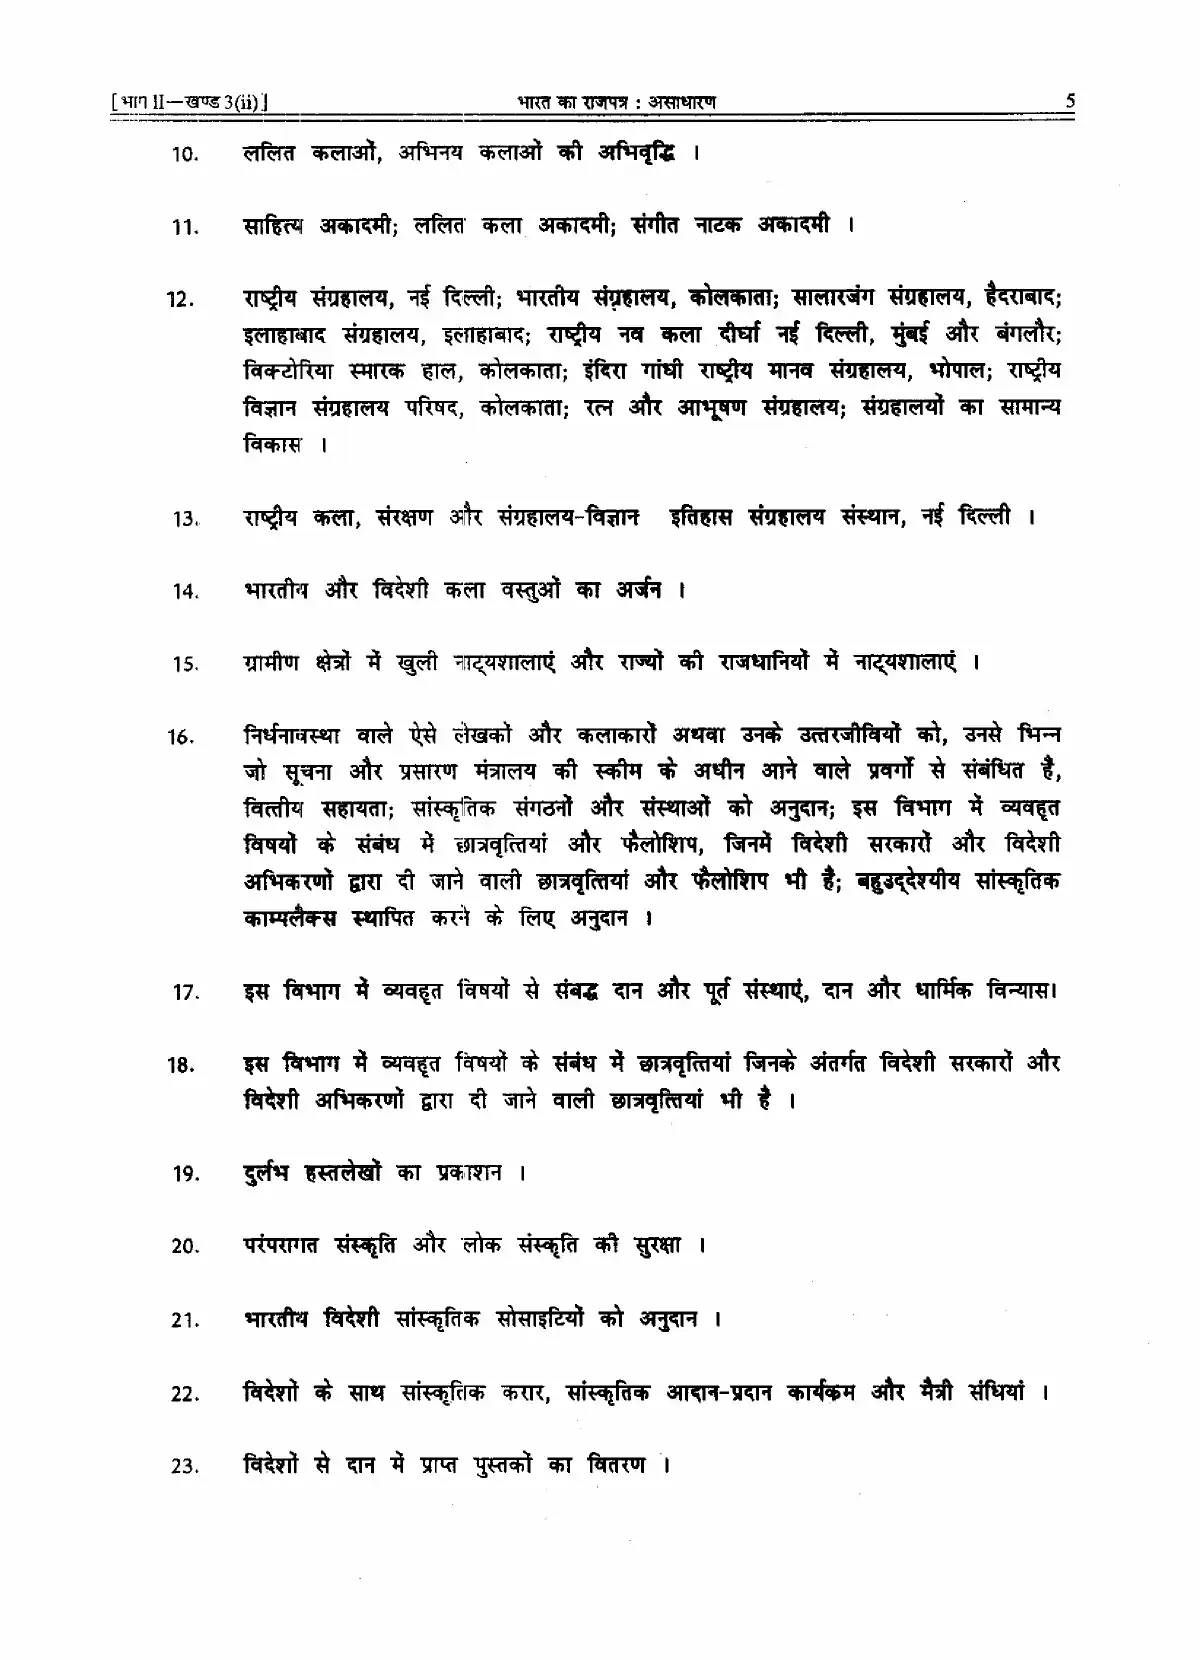 [भाग II—खण्ड 3(ii)] भारत का राजपत्र : असाधारण 5
10. ललित कलाओं, अभिनय कलाओं की अभिवृद्धि ।
11. साहित्य अकादमी; ललित कला अकादमी; संगीत नाटक अकादमी ।
12. राष्ट्रीय संग्रहालय, नई दिल्ली; भारतीय संग्रहालय, कोलकाता; सालारजंग संग्रहालय, हैदराबाद;
इलाहाबाद संग्रहालय, इलाहाबाद; राष्ट्रीय नव कला दीर्घा नई दिल्ली, मुंबई और बंगलौर;
विक्टोरिया स्मारक हाल, कोलकाता; इंदिरा गांधी राष्ट्रीय मानव संग्रहालय, भोपाल; राष्ट्रीय
विज्ञान संग्रहालय परिषद, कोलकाता; रत्न और आभूषण संग्रहालय; संग्रहालयों का सामान्य
विकास ।
13. राष्ट्रीय कला, संरक्षण और संग्रहालय-विज्ञान इतिहास संग्रहालय संस्थान, नई दिल्ली ।
14. भारतीय और विदेशी कला वस्तुओं का अर्जन ।
15. ग्रामीण क्षेत्रों में खुली नाट्यशालाएं और राज्यों की राजधानियों में नाट्यशालाएं ।
16. निर्धनावस्था वाले ऐसे लेखकों और कलाकारों अथवा उनके उत्तरजीवियों को, उनसे भिन्न
जो सूचना और प्रसारण मंत्रालय की स्कीम के अधीन आने वाले प्रवर्गों से संबंधित हैं,
वित्तीय सहायता; सांस्कृतिक संगठनों और संस्थाओं को अनुदान; इस विभाग में व्यवहृत
विषयों के संबंध में छात्रवृत्तियां और फैलोशिप, जिनमें विदेशी सरकारों और विदेशी
अभिकरणों द्वारा दी जाने वाली छात्रवृत्तियां और फैलोशिप भी हैं; बहुउद्देश्यीय सांस्कृतिक
काम्पलैक्स स्थापित करने के लिए अनुदान ।
17. इस विभाग में व्यवहृत विषयों से संबद्ध दान और पूर्त संस्थाएं, दान और धार्मिक विन्यास।
18. इस विभाग में व्यवहृत विषयों के संबंध में छात्रवृत्तियां जिनके अंतर्गत विदेशी सरकारों और
विदेशी अभिकरणों द्वारा दी जाने वाली छात्रवृत्तियां भी हैं ।
19. दुर्लभ हस्तलेखों का प्रकाशन ।
20. परंपरागत संस्कृति और लोक संस्कृति की सुरक्षा ।
21. भारतीय विदेशी सांस्कृतिक सोसाइटियों को अनुदान ।
22. विदेशों के साथ सांस्कृतिक करार, सांस्कृतिक आदान-प्रदान कार्यकम और मैत्री संधियां ।
23. विदेशों से दान में प्राप्त पुस्तकों का वितरण ।